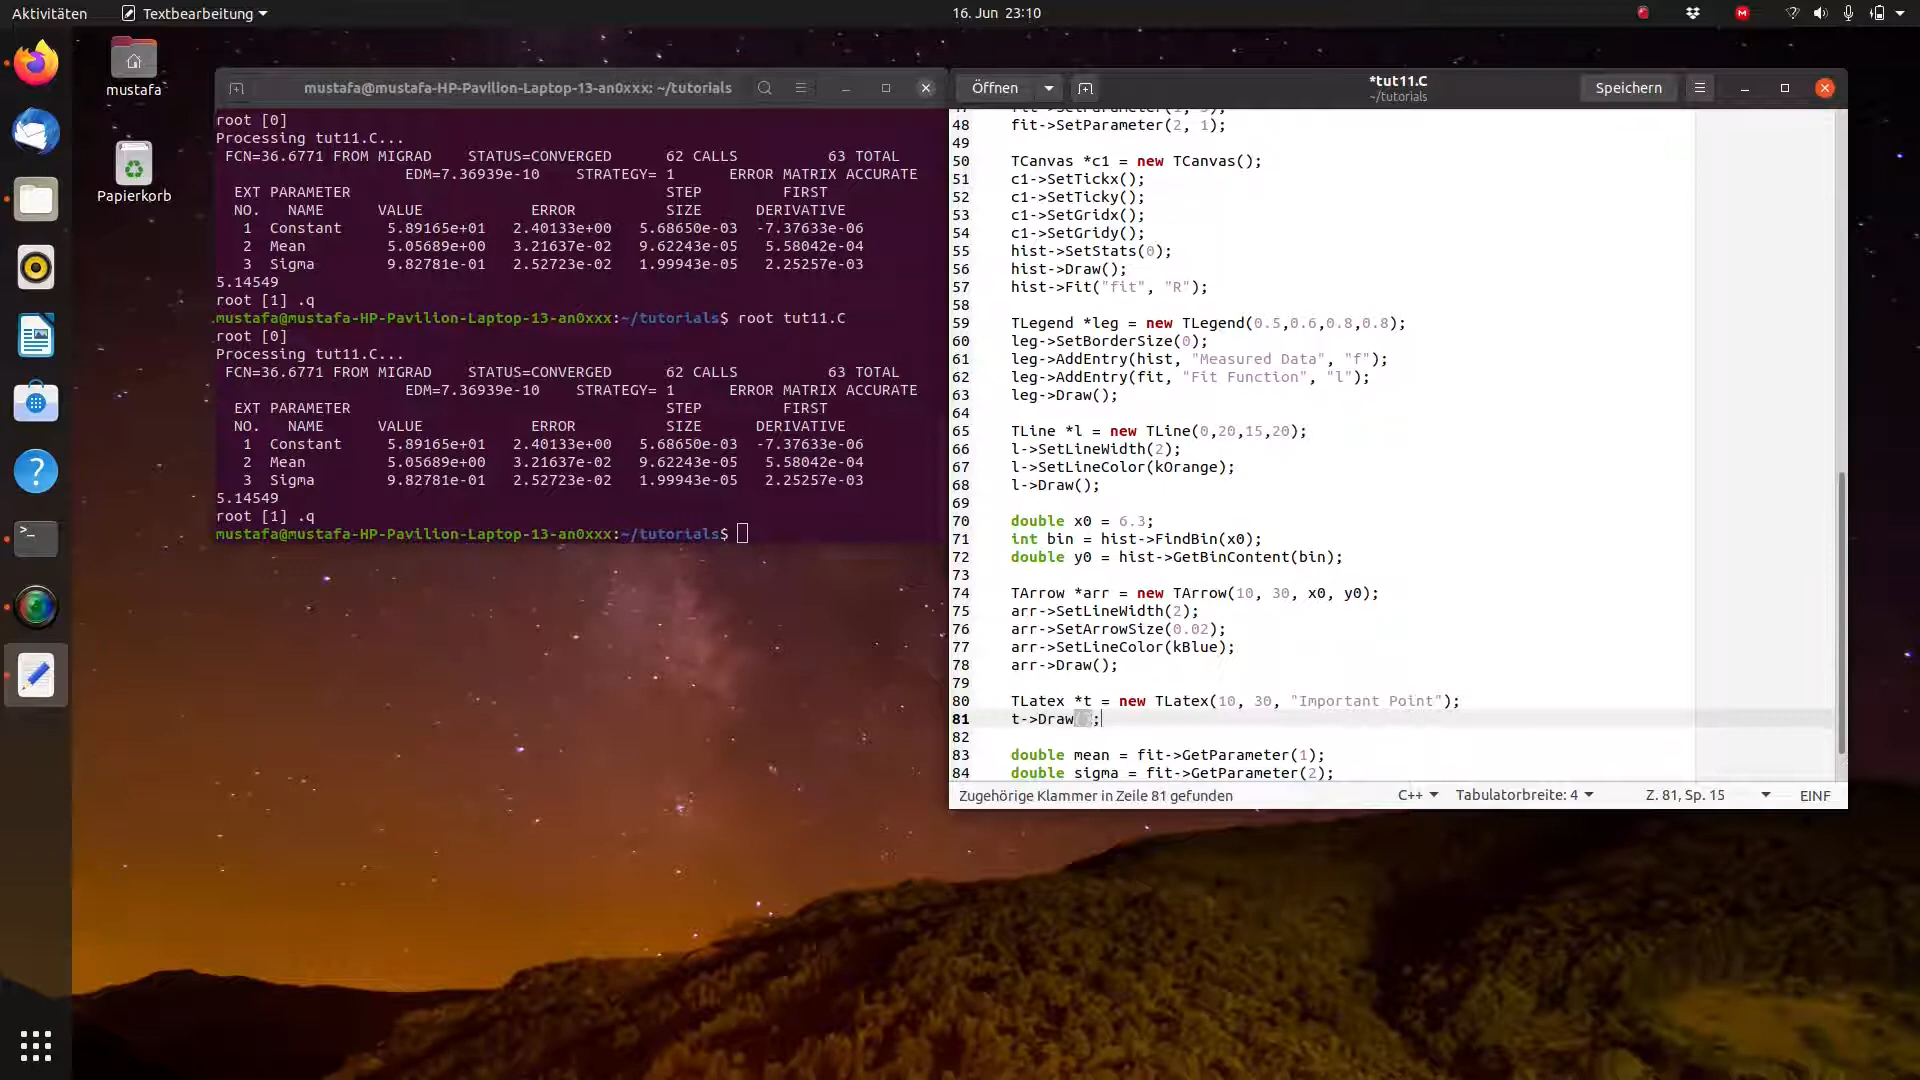 Aktivitäten
Textbearbeitung
16. Jun 23:10
mustafa
Papierkorb
mustafa@mustafa-HP-Pavilion-Laptop-13-an0xxx: ~/tutorials
root [0]
Processing tut11.C...
FCN=36.6771 FROM MIGRAD STATUS=CONVERGED 62 CALLS 63 TOTAL
EDM=7.36939e-10 STRATEGY= 1 ERROR MATRIX ACCURATE
EXT PARAMETER STEP FIRST
NO. NAME VALUE ERROR SIZE DERIVATIVE
1 Constant 5.89165e+01 2.40133e+00 5.68650e-03 -7.37633e-06
2 Mean 5.05689e+00 3.21637e-02 9.62243e-05 5.58042e-04
3 Sigma 9.82781e-01 2.52723e-02 1.99943e-05 2.25257e-03
5.14549
root [1] .q
mustafa@mustafa-HP-Pavilion-Laptop-13-an0xxx:~/tutorials$ root tut11.C
root [0]
Processing tut11.C...
FCN=36.6771 FROM MIGRAD STATUS=CONVERGED 62 CALLS 63 TOTAL
EDM=7.36939e-10 STRATEGY= 1 ERROR MATRIX ACCURATE
EXT PARAMETER STEP FIRST
NO. NAME VALUE ERROR SIZE DERIVATIVE
1 Constant 5.89165e+01 2.40133e+00 5.68650e-03 -7.37633e-06
2 Mean 5.05689e+00 3.21637e-02 9.62243e-05 5.58042e-04
3 Sigma 9.82781e-01 2.52723e-02 1.99943e-05 2.25257e-03
5.14549
root [1] .q
mustafa@mustafa-HP-Pavilion-Laptop-13-an0xxx:~/tutorials$
Öffnen
*tut11.C
~/tutorials
Speichern
48 fit->SetParameter(2, 1);
49
50 TCanvas *c1 = new TCanvas();
51 c1->SetTickx();
52 c1->SetTicky();
53 c1->SetGridx();
54 c1->SetGridy();
55 hist->SetStats(0);
56 hist->Draw();
57 hist->Fit("fit", "R");
58
59 TLegend *leg = new TLegend(0.5,0.6,0.8,0.8);
60 leg->SetBorderSize(0);
61 leg->AddEntry(hist, "Measured Data", "f");
62 leg->AddEntry(fit, "Fit Function", "l");
63 leg->Draw();
64
65 TLine *l = new TLine(0,20,15,20);
66 l->SetLineWidth(2);
67 l->SetLineColor(kOrange);
68 l->Draw();
69
70 double x0 = 6.3;
71 int bin = hist->FindBin(x0);
72 double y0 = hist->GetBinContent(bin);
73
74 TArrow *arr = new TArrow(10, 30, x0, y0);
75 arr->SetLineWidth(2);
76 arr->SetArrowSize(0.02);
77 arr->SetLineColor(kBlue);
78 arr->Draw();
79
80 TLatex *t = new TLatex(10, 30, "Important Point");
81 t->Draw();
82
83 double mean = fit->GetParameter(1);
84 double sigma = fit->GetParameter(2);
Zugehörige Klammer in Zeile 81 gefunden
C++
Tabulatorbreite: 4
Z. 81, Sp. 15
EINF